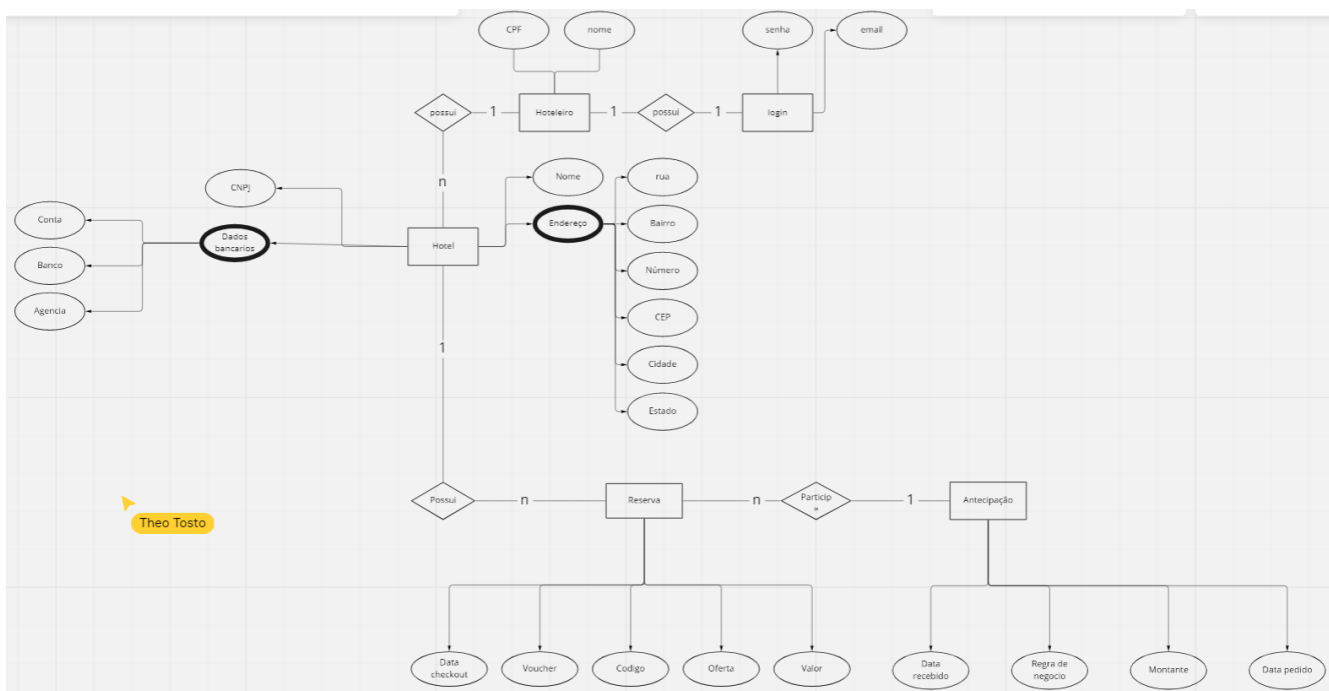 CPF
nome
senha
email
possui
1
Hoteleiro
1
possui
1
login
n
CNPJ
Nome
rua
Conta
Dados
bancarios
Hotel
Endereço
Bairro
Banco
Número
Agencia
CEP
1
Cidade
Estado
Possui
n
Reserva
n
Particip
a
1
Antecipação
Theo Tosto
Data
checkout
Voucher
Codigo
Oferta
Valor
Data
recebido
Regra de
negocio
Montante
Data pedido